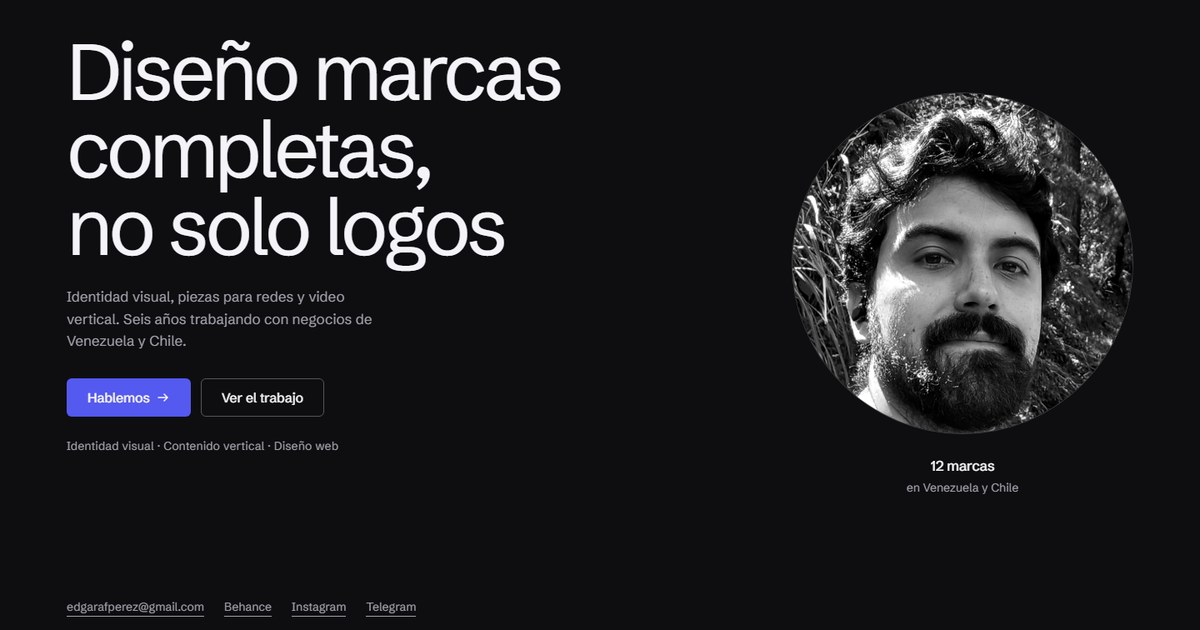 Diseño marcas
completas,
no solo logos
Identidad visual, piezas para redes y video
vertical. Seis años trabajando con negocios de
Venezuela y Chile.
Hablemos →
Ver el trabajo
Identidad visual · Contenido vertical · Diseño web
12 marcas
en Venezuela y Chile
edgarafperez@gmail.com
Behance
Instagram
Telegram